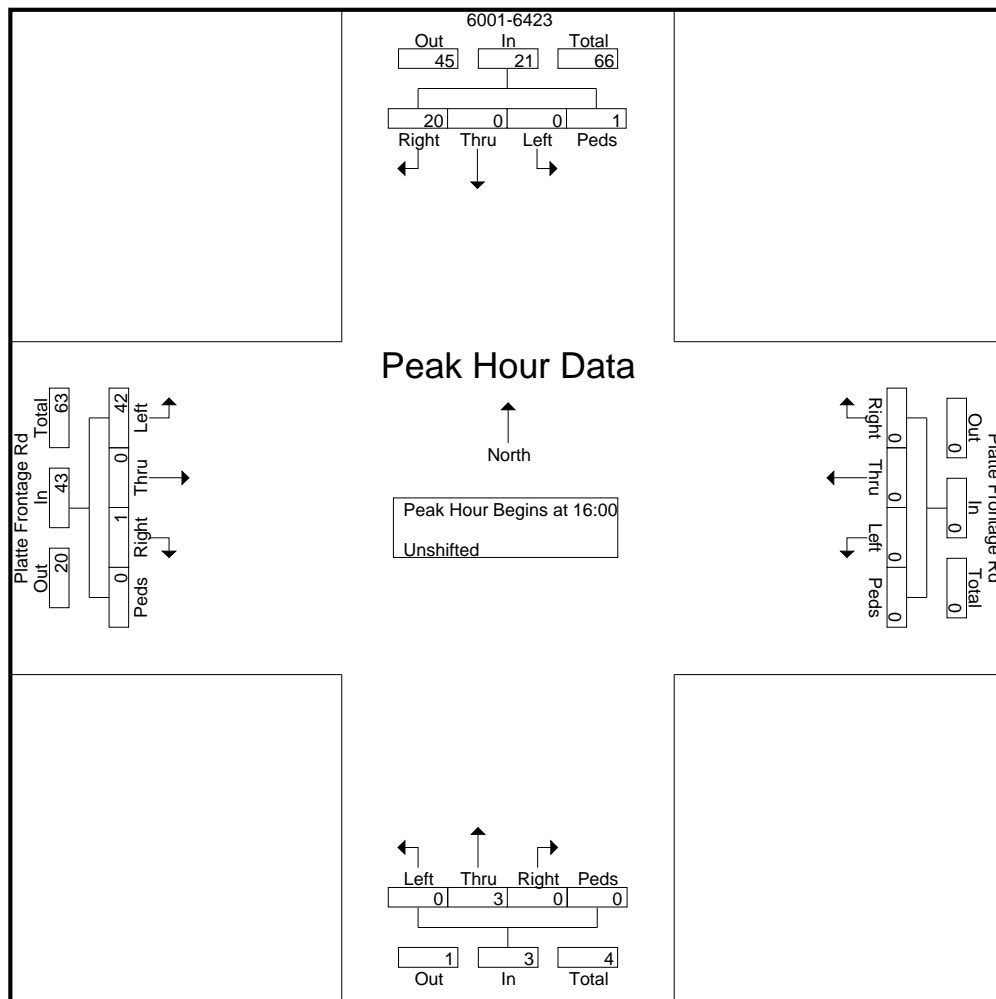 6001-6423
Out In Total
45 21 66
20 0 0 1
Right Thru Left Peds
Peak Hour Data
North
Peak Hour Begins at 16:00
Unshifted
Platte Frontage Rd
Out In Total
20 43 63
42 0 1 0
Left Thru Right Peds
Right Thru Left Peds
0 0 0 0
Out In Total
0 0 0
Platte Frontage Rd
Left Thru Right Peds
0 3 0 0
1 3 4
Out In Total